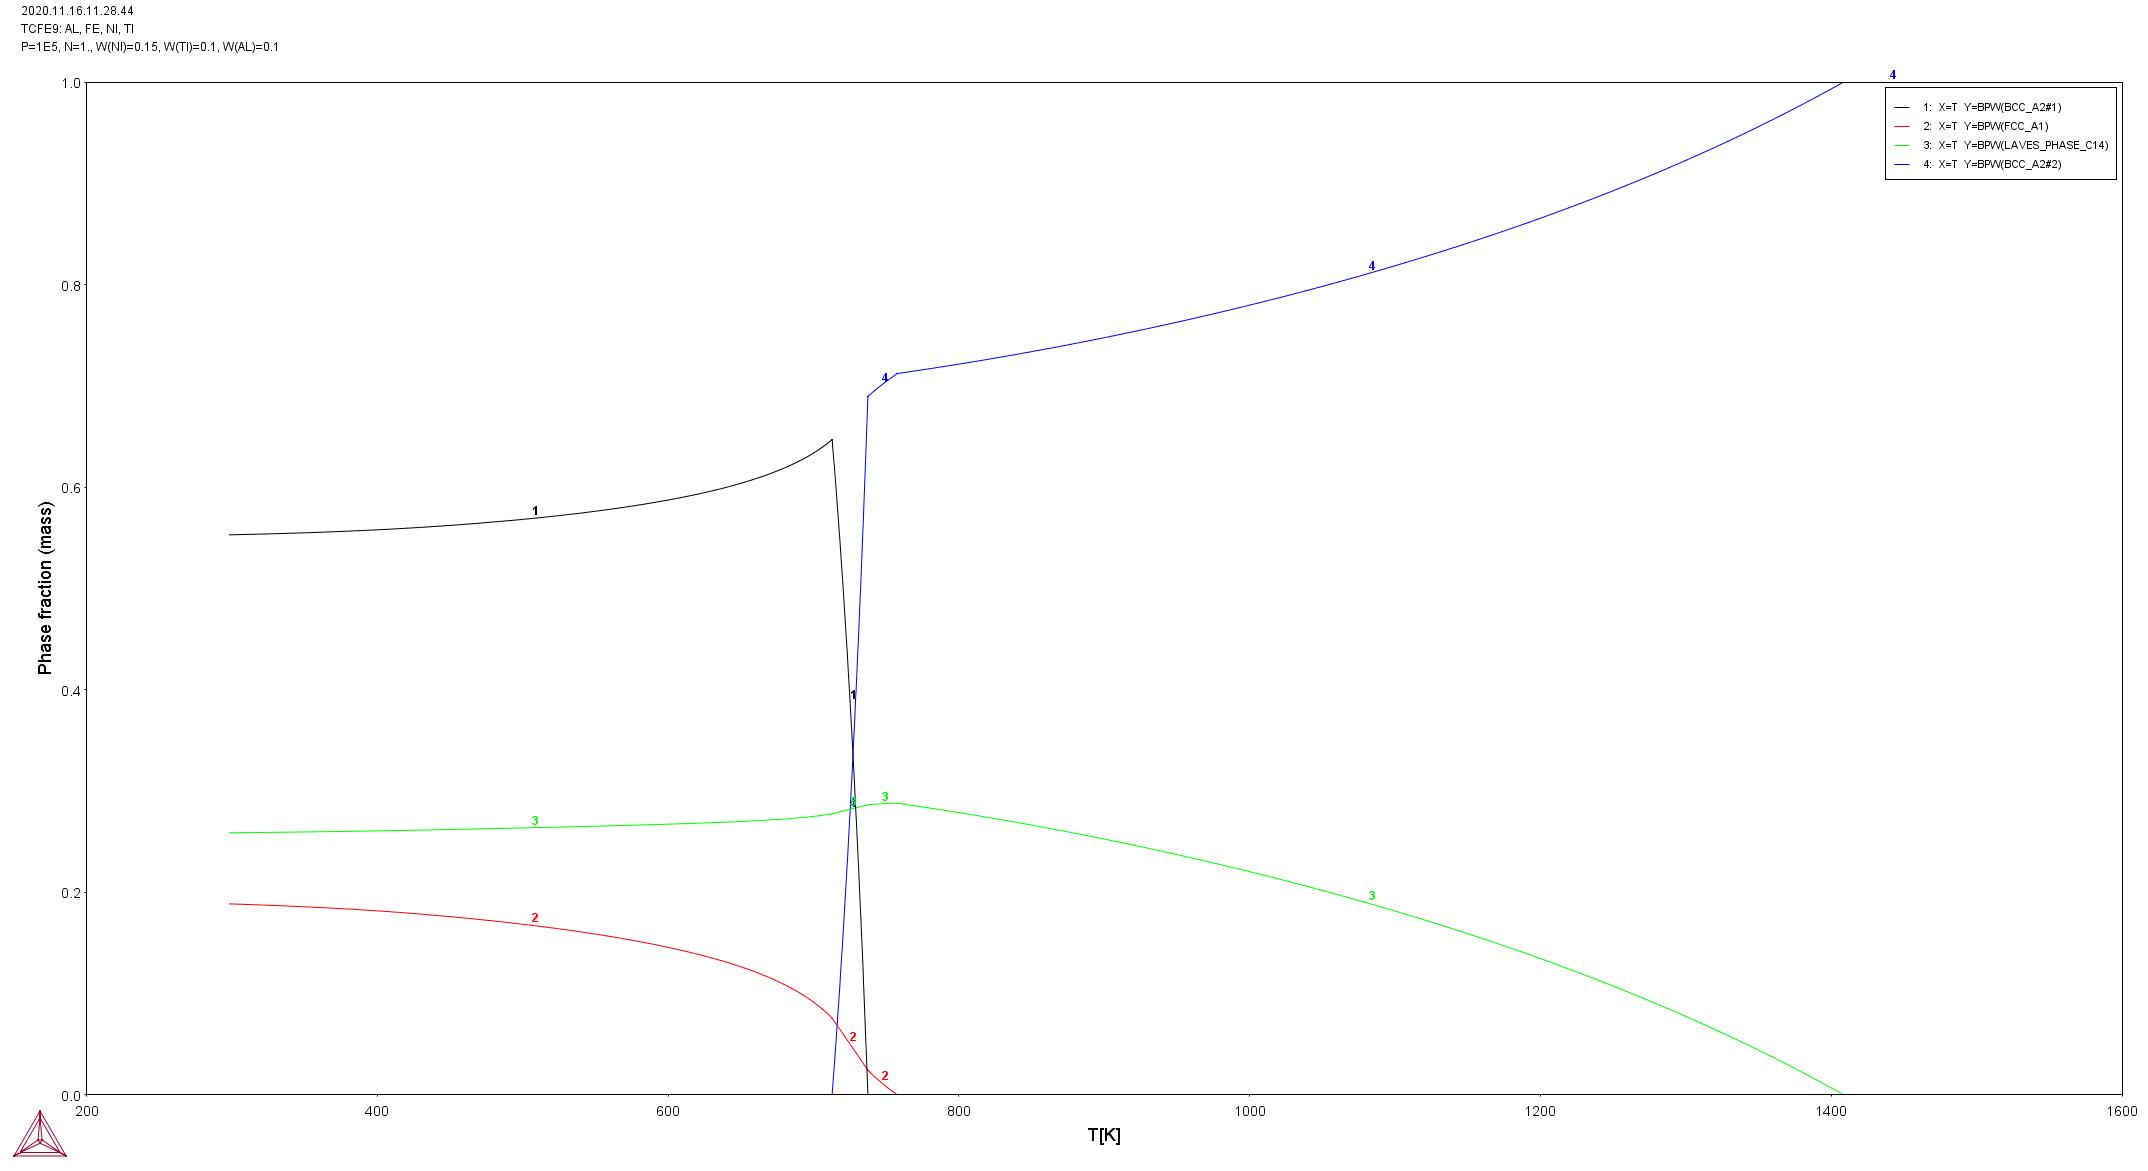 2020.11.16.11.28.44
TCFE9: AL, FE, NI, TI
P=1E5, N=1., W(NI)=0.15, W(TI)=0.1, W(AL)=0.1
4
1.0
1: X=T Y=BPW(BCC_A2#1)
2: X=T Y=BPW(FCC_A1)
3: X=T Y=BPW(LAVES_PHASE_C14)
4: X=T Y=BPW(BCC_A2#2)
4
0.8
4
0.6
1
1
0.4
3
3
0.2
3
2
2
2
0.0
Phase fraction (mass)
200 400 600 800 1000 1200 1400 1600
T[K]